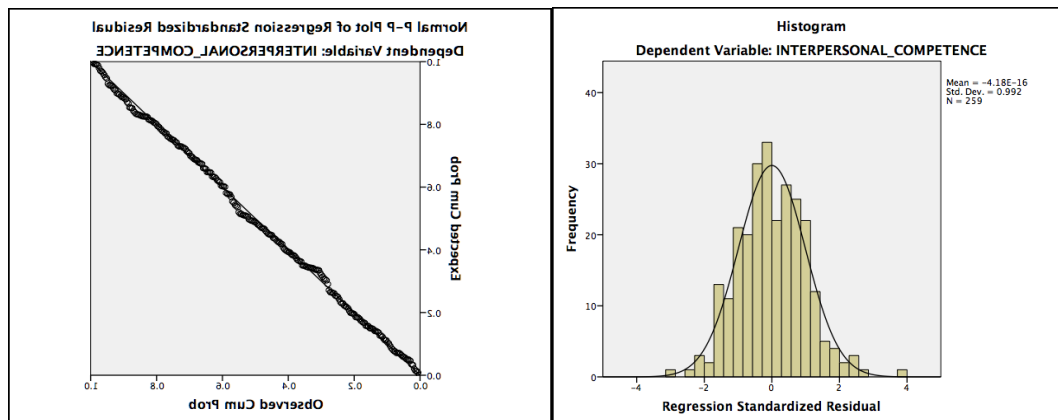 Normal P-P Plot of Regression Standardized Residual
Dependent Variable: INTERPERSONAL_COMPETENCE
1.0
0.8
0.6
0.4
0.2
0.0
Expected Cum Prob
1.0 0.8 0.6 0.4 0.2 0.0
Observed Cum Prob
Histogram
Dependent Variable: INTERPERSONAL_COMPETENCE
Mean = -4.18E-16
Std. Dev. = 0.992
N = 259
40
30
20
10
0
Frequency
-4 -2 0 2 4
Regression Standardized Residual